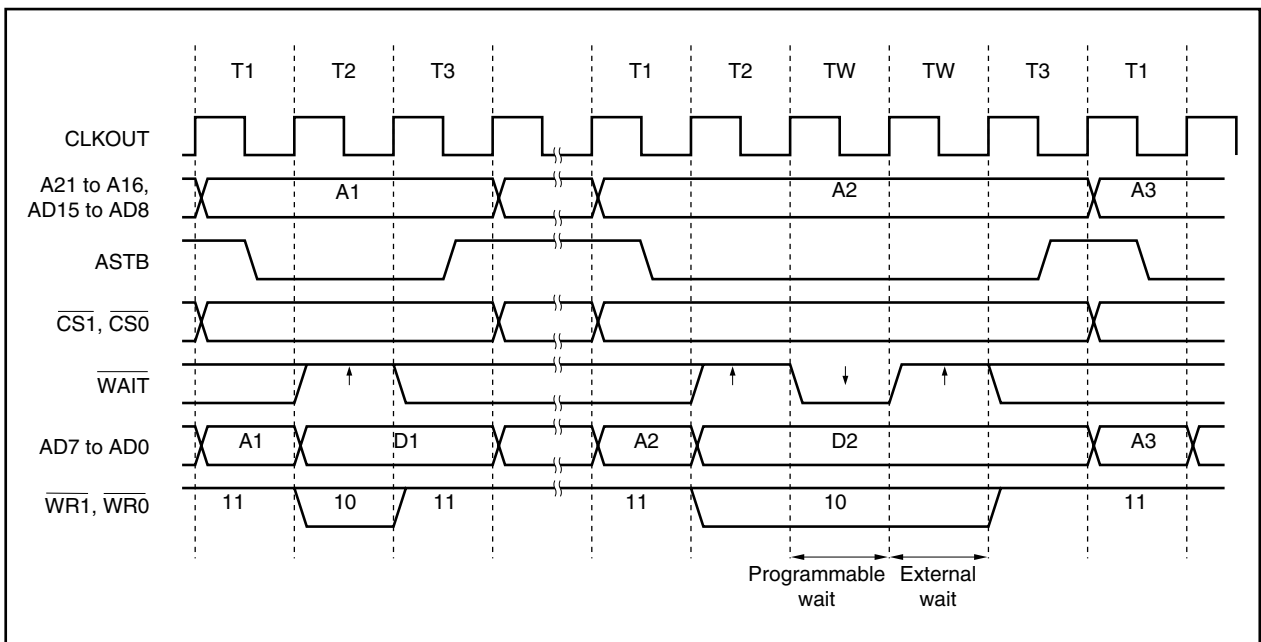 T1 T2 T3 T1 T2 TW TW T3 T1
CLKOUT
A21 to A16,
AD15 to AD8
A1 A2 A3
ASTB
CS1, CS0
WAIT
AD7 to AD0
A1 D1 A2 D2 A3
WR1, WR0
11 10 11 11 10 11
Programmable
wait
External
wait